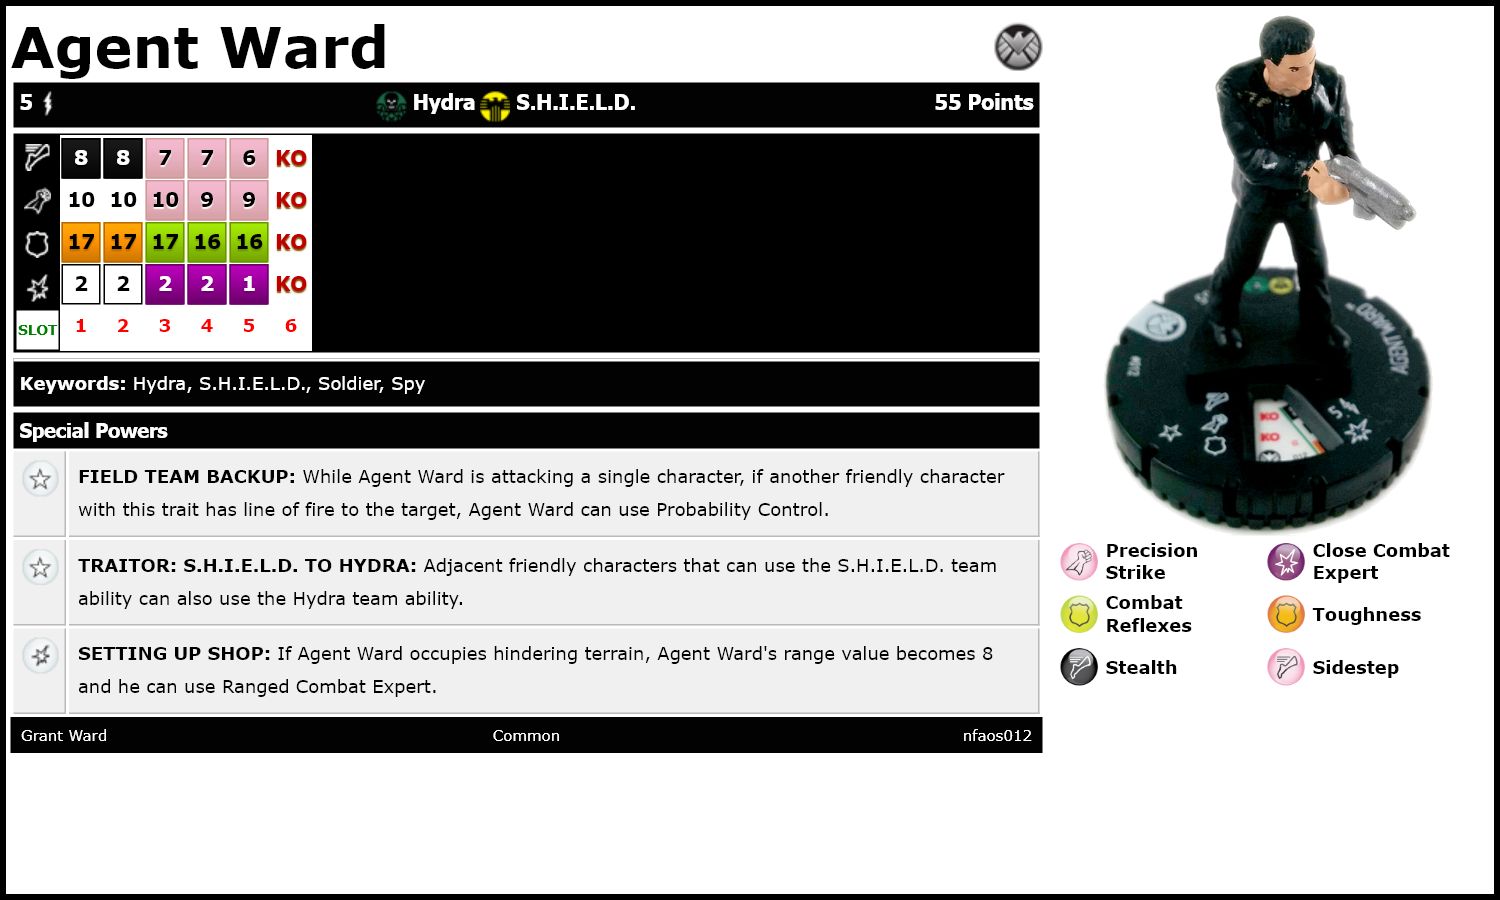 Agent Ward
5 Hydra S.H.I.E.L.D. 55 Points
8 8 7 7 6 KO
10 10 10 9 9 KO
17 17 17 16 16 KO
2 2 2 2 1 KO
SLOT 1 2 3 4 5 6
Keywords: Hydra, S.H.I.E.L.D., Soldier, Spy
Special Powers
FIELD TEAM BACKUP: While Agent Ward is attacking a single character, if another friendly character
with this trait has line of fire to the target, Agent Ward can use Probability Control.
TRAITOR: S.H.I.E.L.D. TO HYDRA: Adjacent friendly characters that can use the S.H.I.E.L.D. team
ability can also use the Hydra team ability.
SETTING UP SHOP: If Agent Ward occupies hindering terrain, Agent Ward's range value becomes 8
and he can use Ranged Combat Expert.
Grant Ward Common nfaos012
AGENT WARD
012
5
KO
KO
Precision
Strike
Close Combat
Expert
Combat
Reflexes
Toughness
Stealth
Sidestep